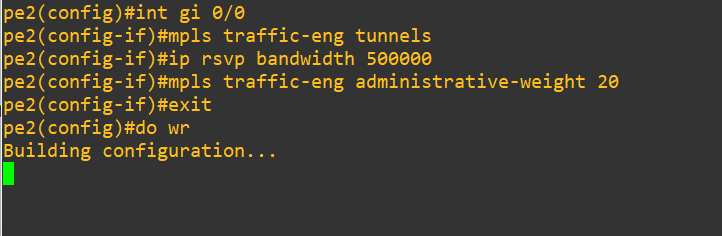 pe2(config)#int gi 0/0
pe2(config-if)#mpls traffic-eng tunnels
pe2(config-if)#ip rsvp bandwidth 500000
pe2(config-if)#mpls traffic-eng administrative-weight 20
pe2(config-if)#exit
pe2(config)#do wr
Building configuration...